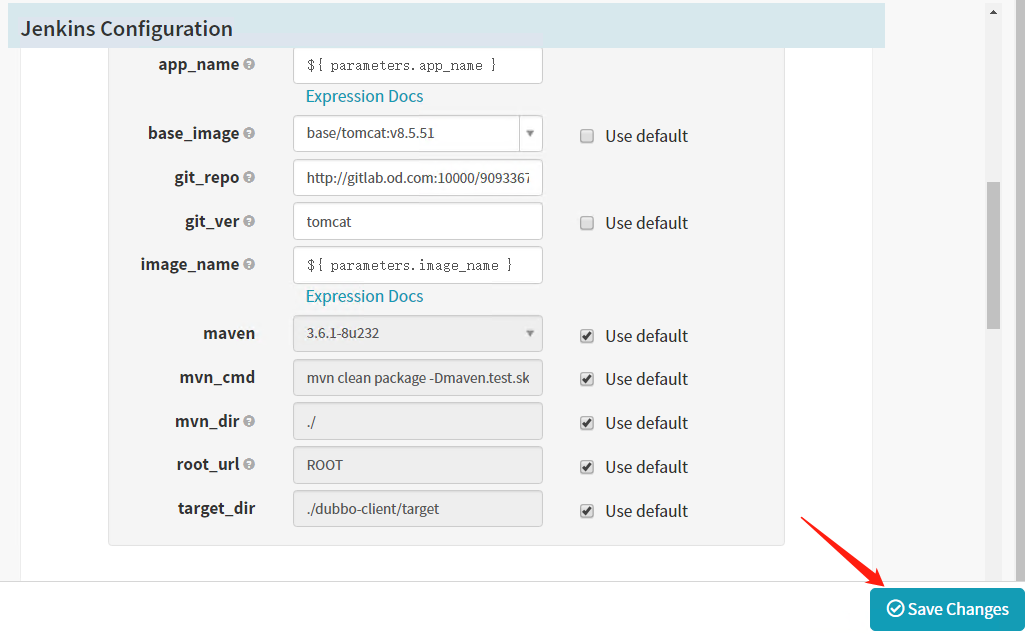 Jenkins Configuration
app_name ${ parameters.app_name }
Expression Docs
base_image base/tomcat:v8.5.51 Use default
git_repo http://gitlab.od.com:10000/9093367
git_ver tomcat Use default
image_name ${ parameters.image_name }
Expression Docs
maven 3.6.1-8u232 Use default
mvn_cmd mvn clean package -Dmaven.test.sk Use default
mvn_dir ./ Use default
root_url ROOT Use default
target_dir ./dubbo-client/target Use default
Save Changes